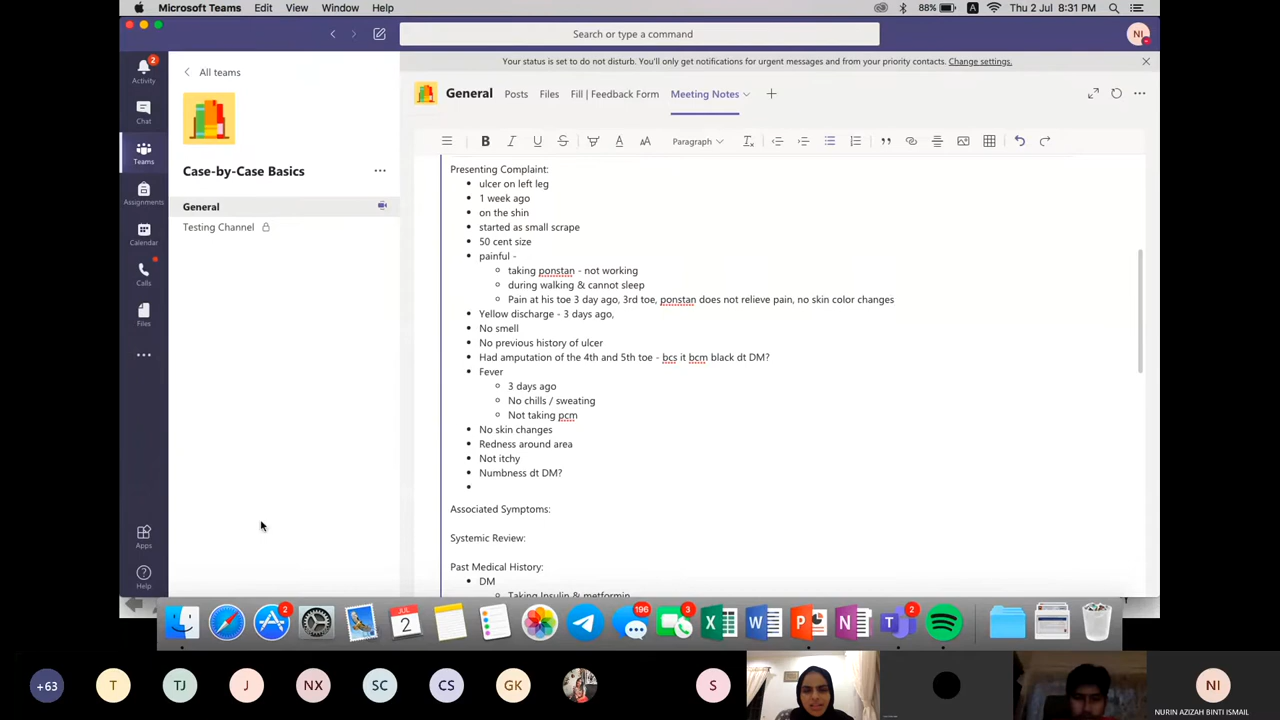 Microsoft Teams Edit View Window Help 88% A Thu 2 Jul 8:31 PM
Search or type a command
NI
2
Activity
All teams
Your status is set to do not disturb. You'll only get notifications for urgent messages and from your priority contacts. Change settings.
Chat
General Posts Files Fill | Feedback Form Meeting Notes
Teams
B I U S A AA Paragraph
Case-by-Case Basics
Presenting Complaint:
ulcer on left leg
Assignments
1 week ago
General
on the shin
Testing Channel
started as small scrape
Calendar
50 cent size
painful -
taking ponstan - not working
Calls
during walking & cannot sleep
Pain at his toe 3 day ago, 3rd toe, ponstan does not relieve pain, no skin color changes
Files
Yellow discharge - 3 days ago,
No smell
No previous history of ulcer
Had amputation of the 4th and 5th toe - bcs it bcm black dt DM?
Fever
3 days ago
No chills / sweating
Not taking pcm
No skin changes
Redness around area
Not itchy
Numbness dt DM?
Associated Symptoms:
Apps
Systemic Review:
Past Medical History:
Help
DM
Taking Insulin & metformin
2 JUL 2 196 3 2
+63 T TJ J NX SC CS GK S NI
NURIN AZIZAH BINTI ISMAIL